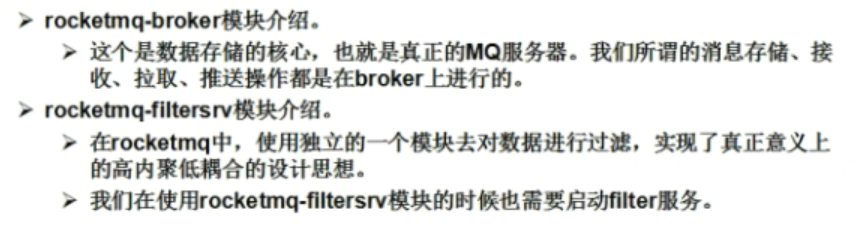 ➢ rocketmq-broker模块介绍。
➢ 这个是数据存储的核心，也就是真正的MQ服务器。我们所谓的消息存储、接
收、拉取、推送操作都是在broker上进行的。
➢ rocketmq-filtersrv模块介绍。
➢ 在rocketmq中，使用独立的一个模块去对数据进行过滤，实现了真正意义上
的高内聚低耦合的设计思想。
➢ 我们在使用rocketmq-filtersrv模块的时候也需要启动filter服务。